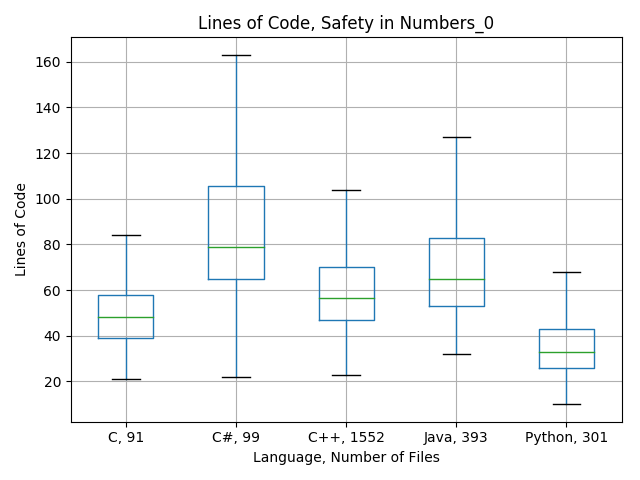 Lines of Code, Safety in Numbers_0
Lines of Code
160
140
120
100
80
60
40
20
C, 91
C#, 99
C++, 1552
Java, 393
Python, 301
Language, Number of Files